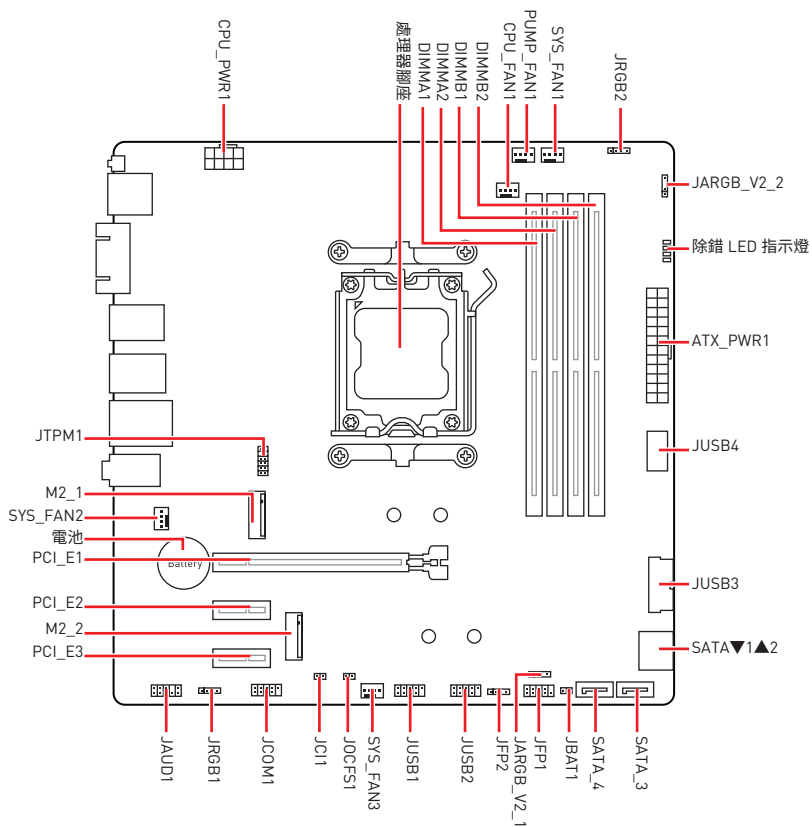 CPU_PWR1
處理器腳座
DIMMA1
DIMMA2
DIMMB1
DIMMB2
CPU_FAN1
PUMP_FAN1
SYS_FAN1
JRGB2
JARGB_V2_2
除錯 LED 指示燈
ATX_PWR1
JUSB4
JUSB3
SATA▼1▲2
JTPM1
M2_1
SYS_FAN2
電池
Battery
PCI_E1
PCI_E2
M2_2
PCI_E3
JAUD1
JRGB1
JCOM1
JCI1
JOCFS1
SYS_FAN3
JUSB1
JUSB2
JFP2
JARGB_V2_1
JFP1
JBAT1
SATA_4
SATA_3